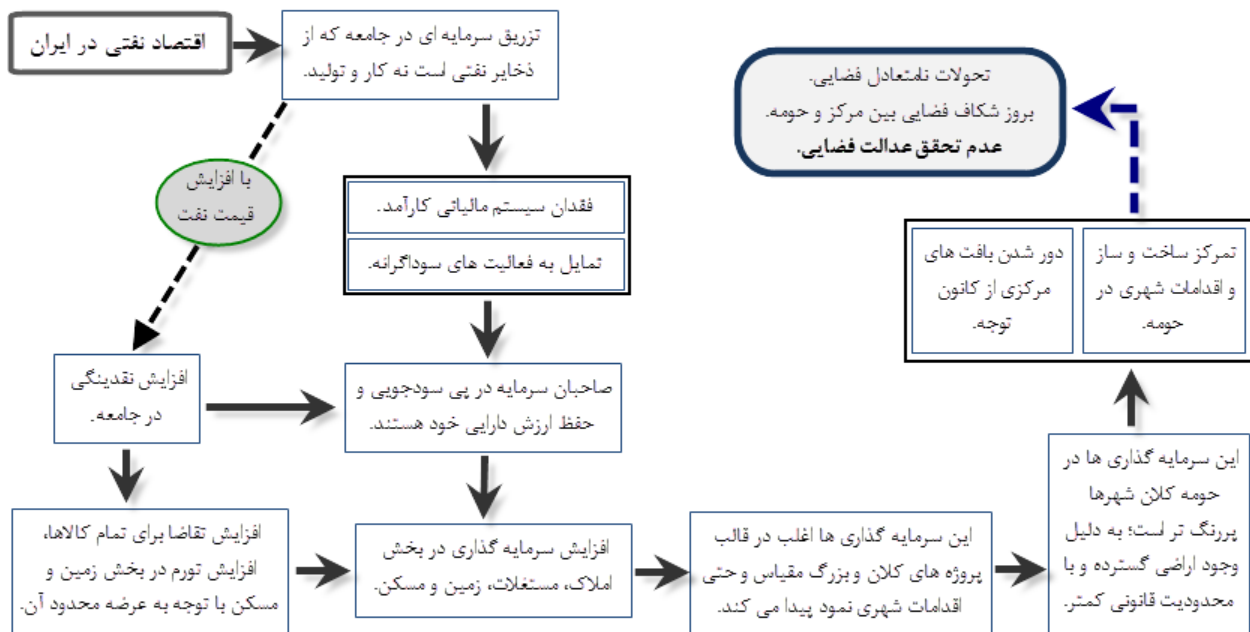 اقتصاد نفتی در ایران
تزریق سرمایه ای در جامعه که از
ذخایر نفتی است نه کار و تولید.
با افزایش
قیمت نفت
فقدان سیستم مالیاتی کارآمد.
تمایل به فعالیت های سوداگرانه.
افزایش نقدینگی
در جامعه.
صاحبان سرمایه در پی سودجویی و
حفظ ارزش دارایی خود هستند.
افزایش تقاضا برای تمام کالاها،
افزایش تورم در بخش زمین و
مسکن با توجه به عرضه محدود آن.
افزایش سرمایه گذاری در بخش
املاک، مستغلات، زمین و مسکن.
این سرمایه گذاری ها اغلب در قالب
پروژه های کلان و بزرگ مقیاس و حتی
اقدامات شهری نمود پیدا می کند.
این سرمایه گذاری ها در
حومه کلان شهرها
پررنگ تر است؛ به دلیل
وجود اراضی گسترده و با
محدودیت قانونی کمتر.
تمرکز ساخت و ساز
و اقدامات شهری در
حومه.
دور شدن بافت های
مرکزی از کانون
توجه.
تحولات نامتعادل فضایی.
بروز شکاف فضایی بین مرکز و حومه.
عدم تحقق عدالت فضایی.